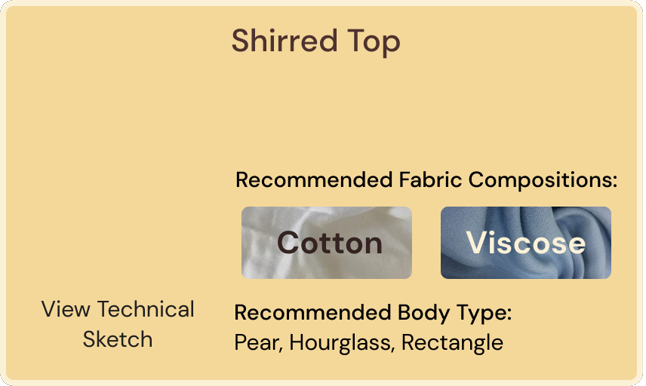 Shirred Top
Recommended Fabric Compositions:
Cotton
Viscose
View Technical
Sketch
Recommended Body Type:
Pear, Hourglass, Rectangle